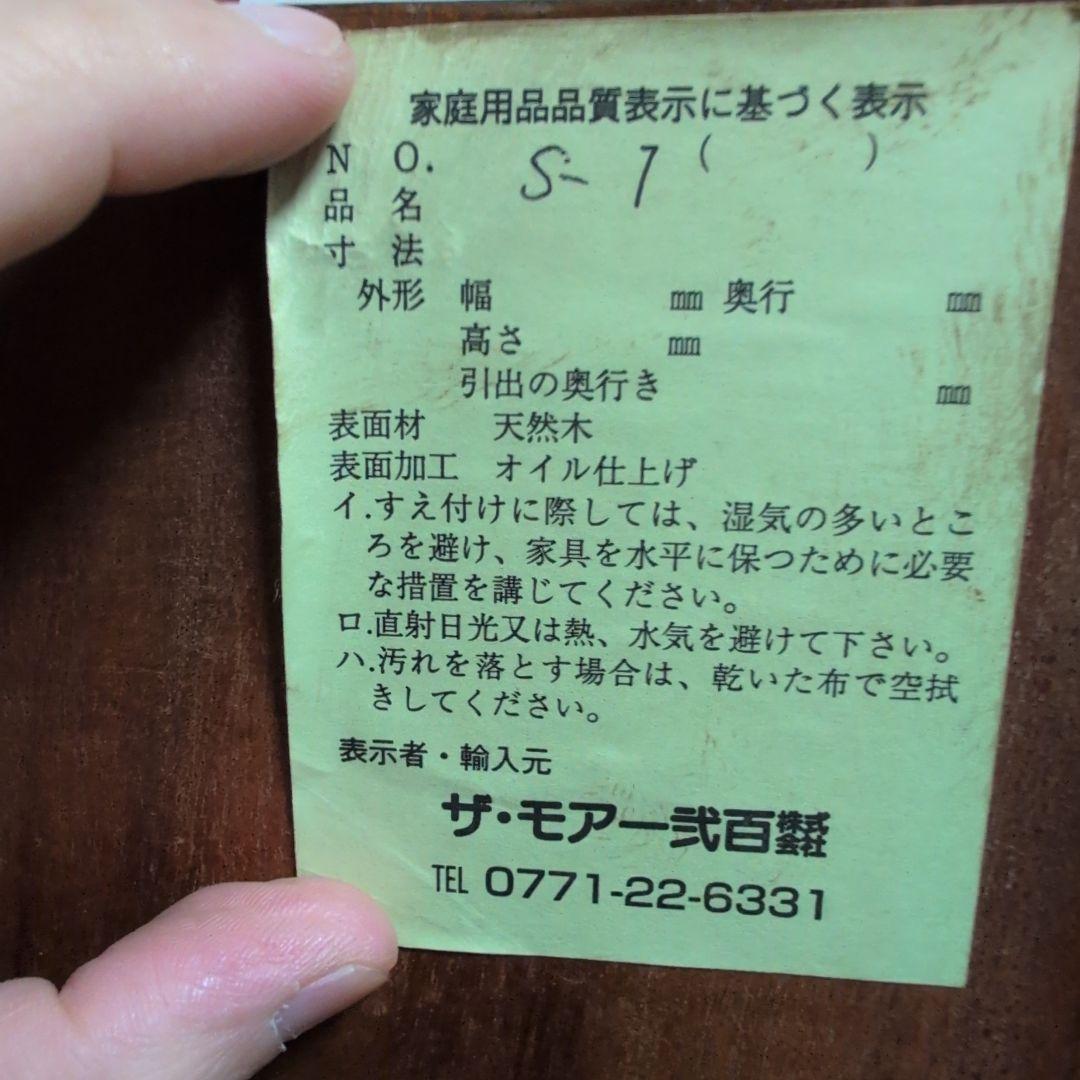 家庭用品品質表示に基づく表示
N O. S-7 ( )
品 名
寸 法
外形 幅 ㎜ 奥行 ㎜
高さ ㎜
引出の奥行き ㎜
表面材 天然木
表面加工 オイル仕上げ
イ.すえ付けに際しては、湿気の多いとこ
ろを避け、家具を水平に保つために必要
な措置を講じてください。
ロ.直射日光又は熱、水気を避けて下さい。
ハ.汚れを落とす場合は、乾いた布で空拭
きしてください。
表示者・輸入元
ザ・モアー弐百株式会社
TEL 0771-22-6331